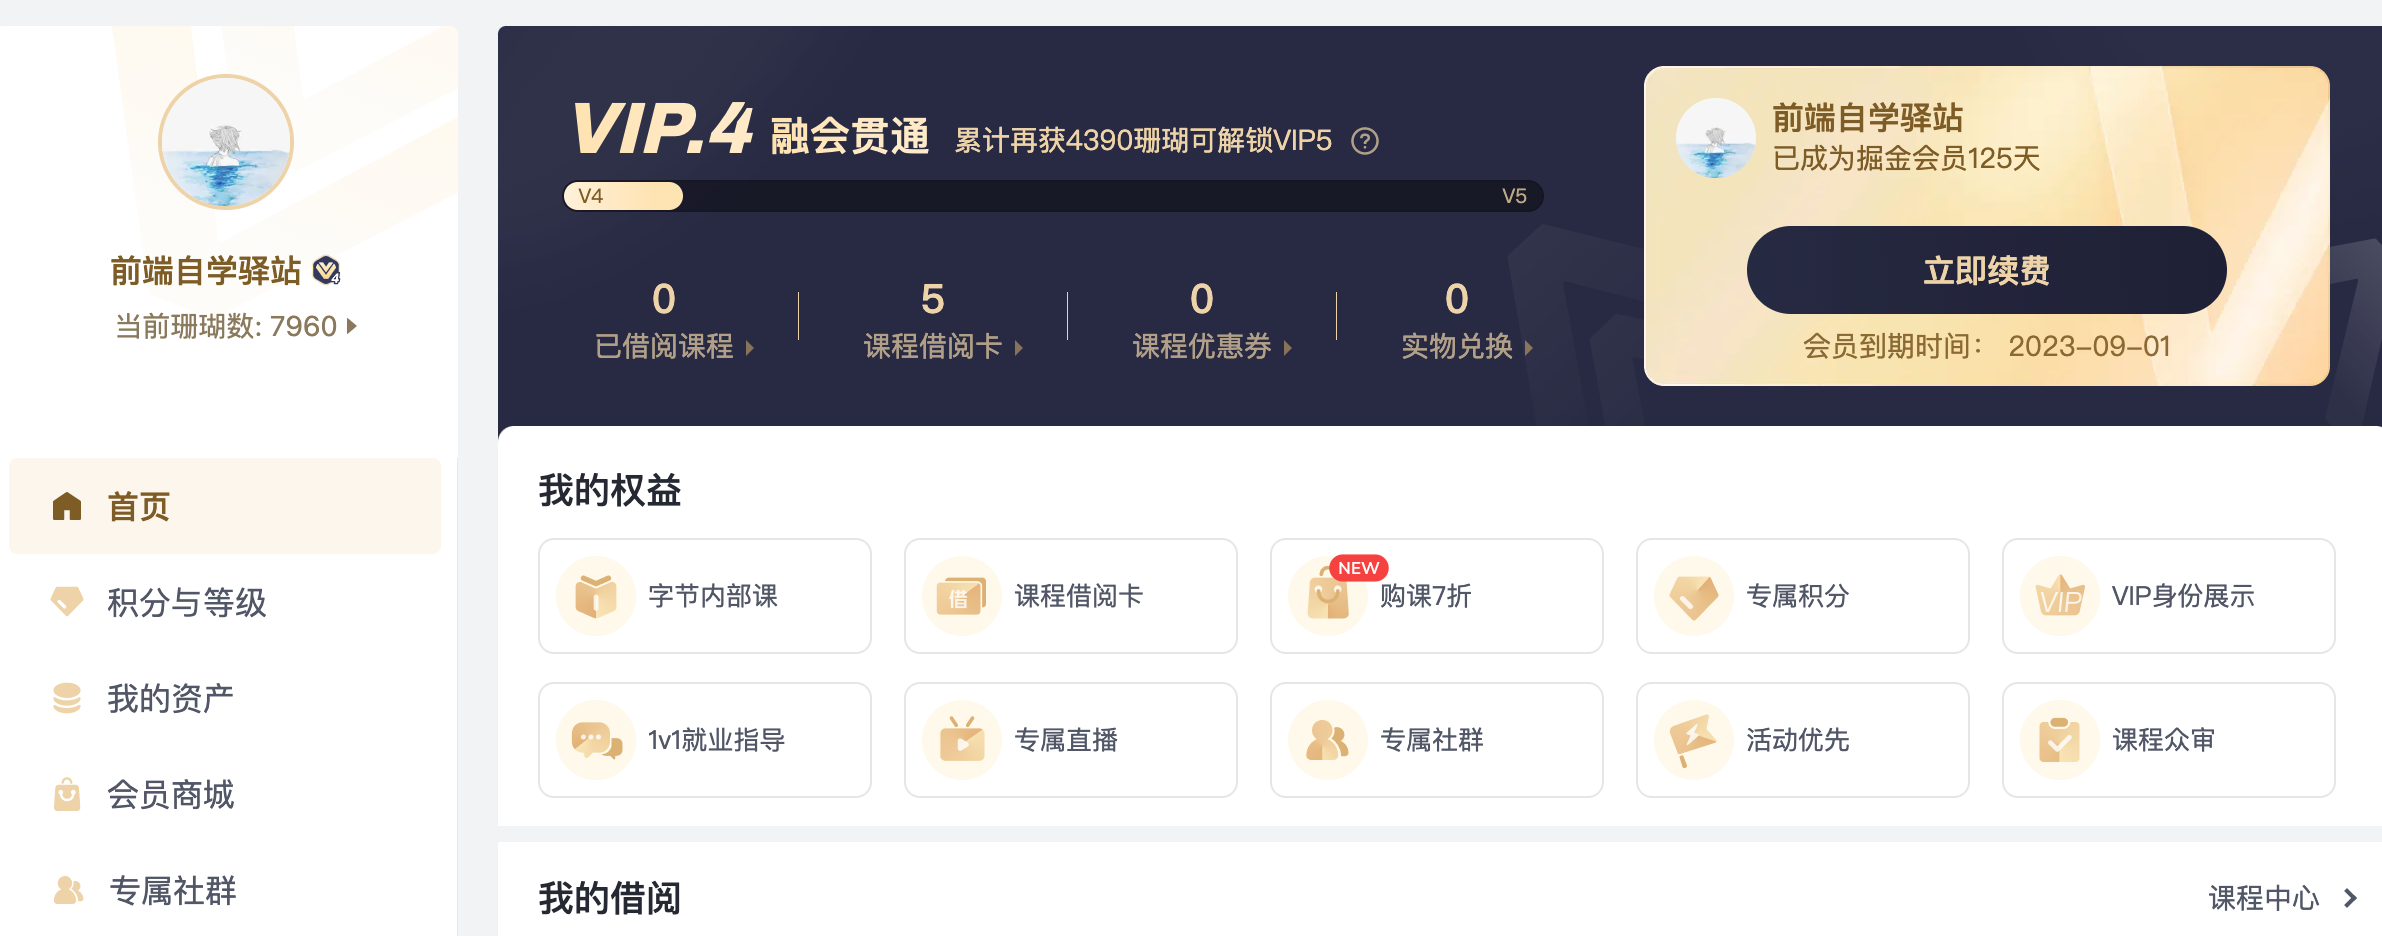 前端自学驿站
当前珊瑚数: 7960
首页
积分与等级
我的资产
会员商城
专属社群
VIP.4 融会贯通 累计再获4390珊瑚可解锁VIP5 ?
V4 V5
0 5 0 0
已借阅课程 课程借阅卡 课程优惠券 实物兑换
前端自学驿站
已成为掘金会员125天
立即续费
会员到期时间： 2023-09-01
我的权益
字节内部课 借 课程借阅卡 NEW 购课7折 专属积分 VIP VIP身份展示
1v1就业指导 专属直播 专属社群 活动优先 课程众审
我的借阅 课程中心